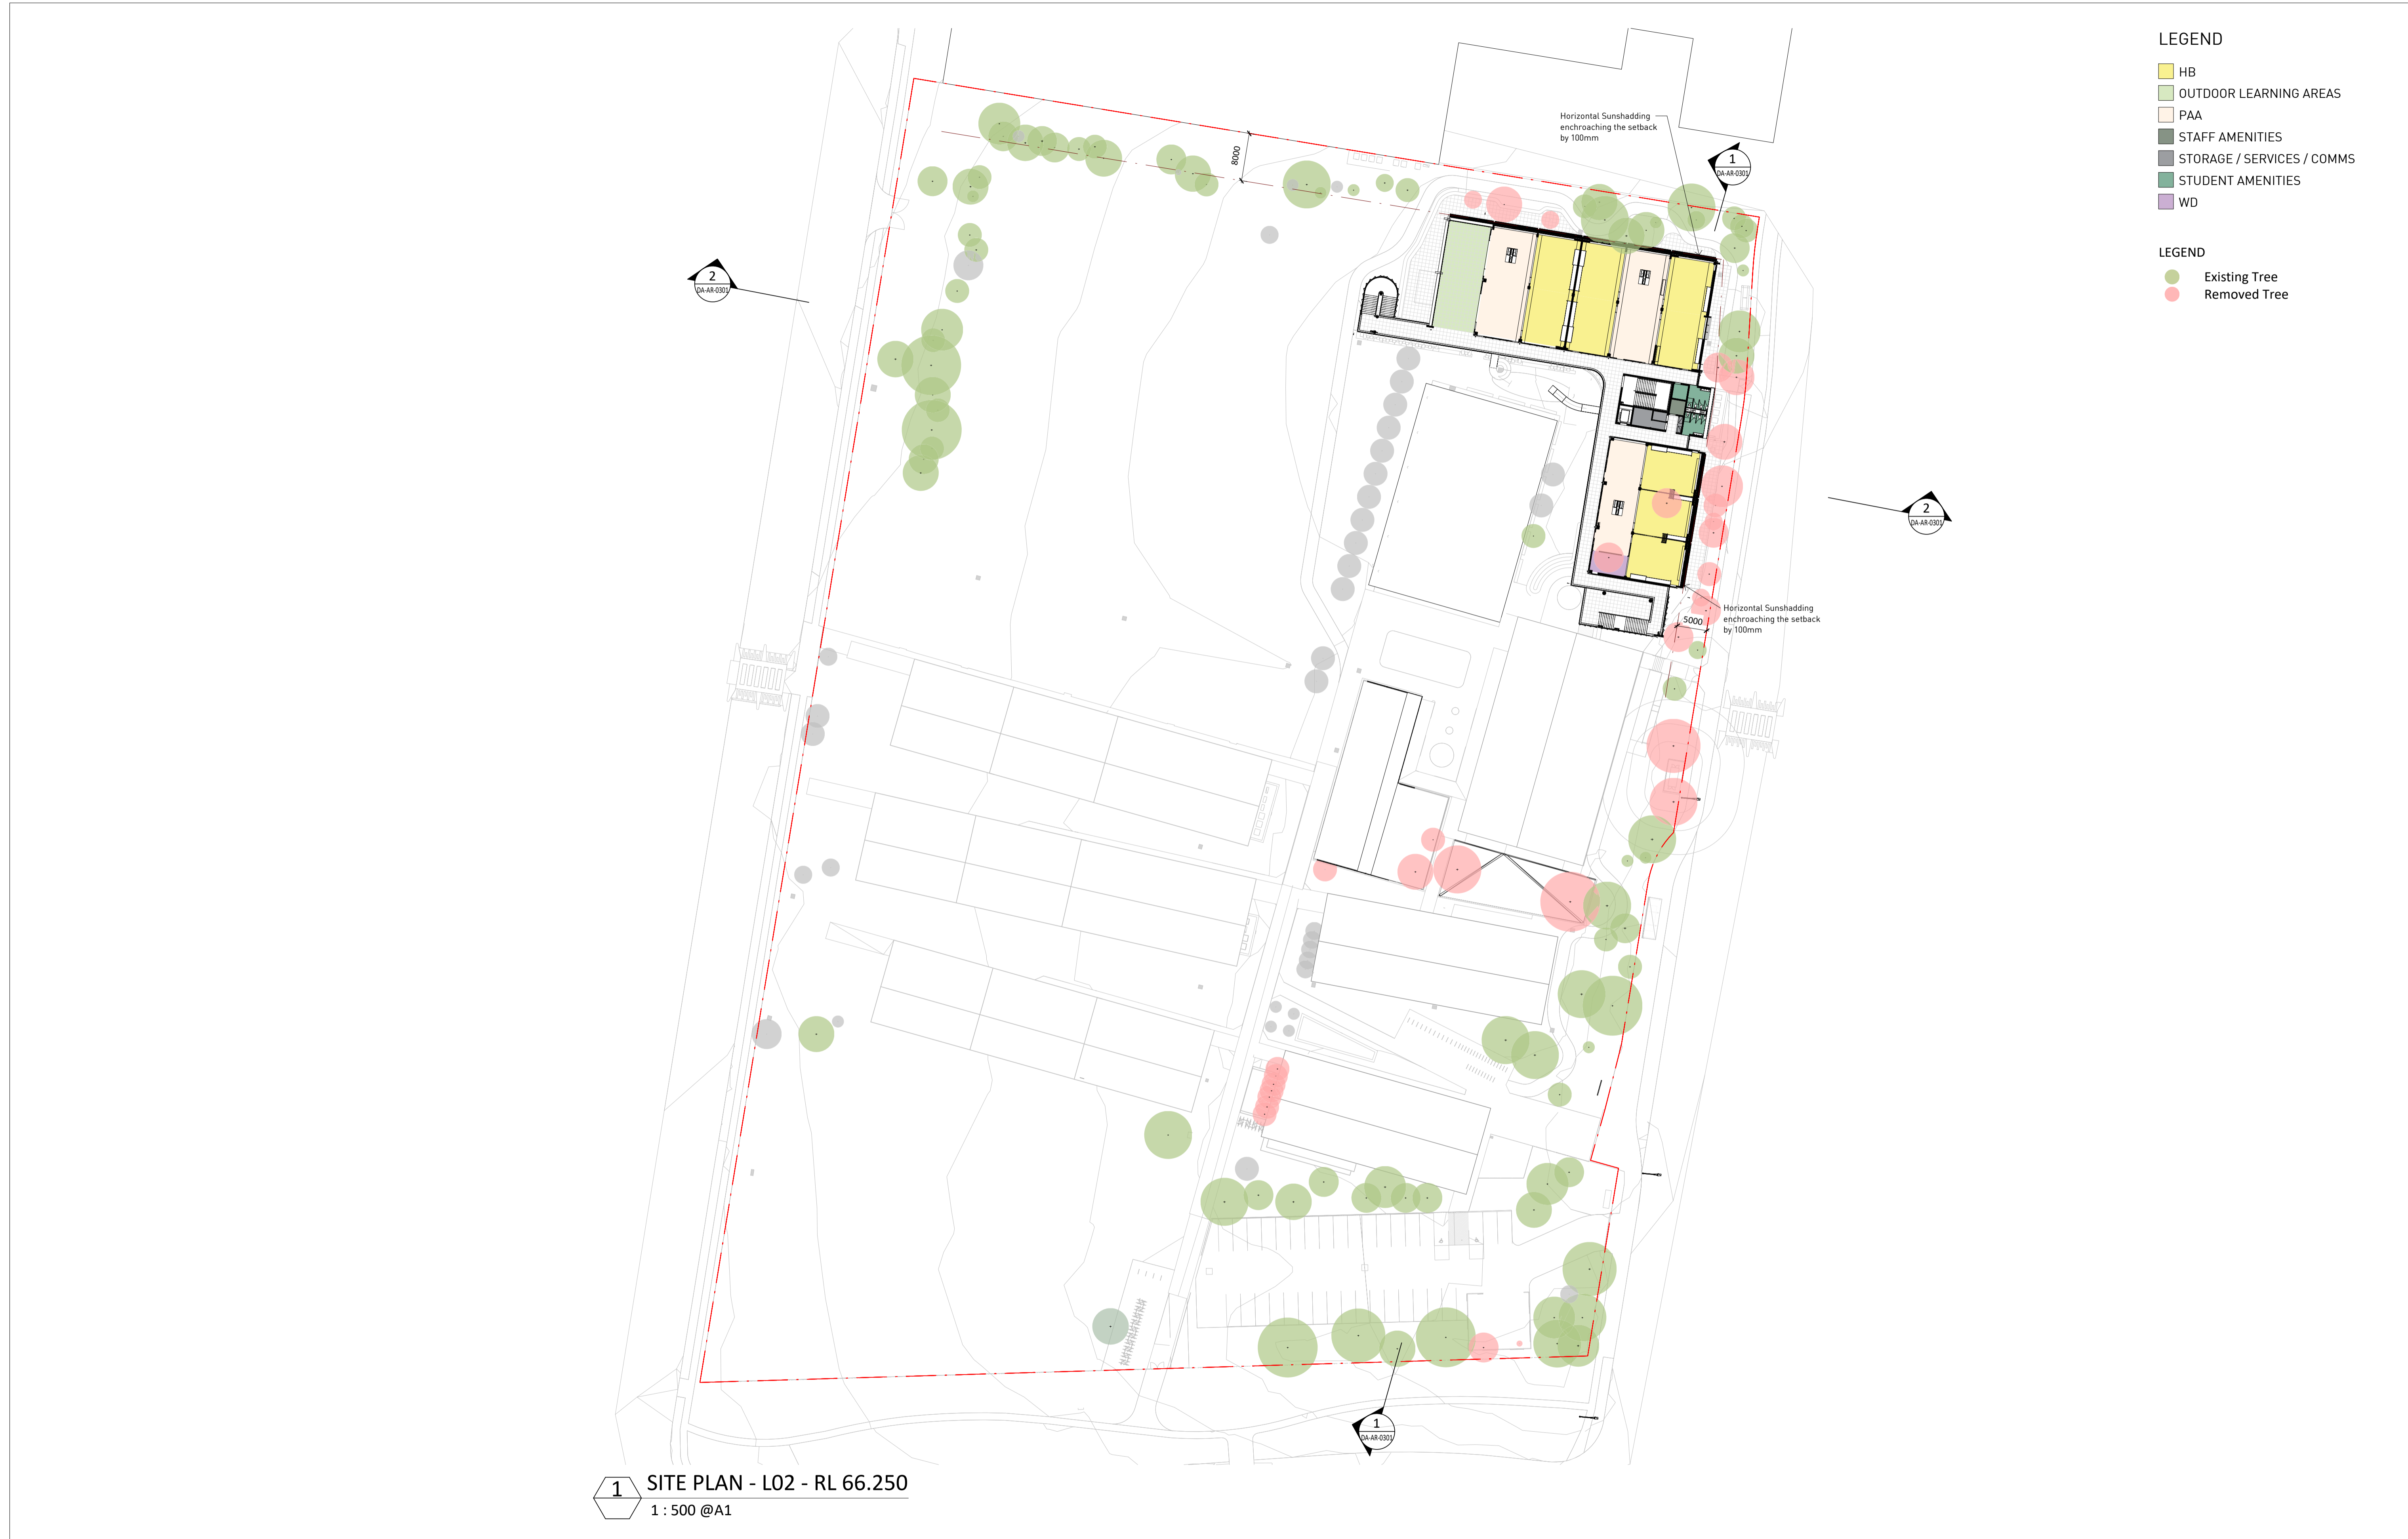 LEGEND
HB
OUTDOOR LEARNING AREAS
PAA
STAFF AMENITIES
STORAGE / SERVICES / COMMS
STUDENT AMENITIES
WD
LEGEND
Existing Tree
Removed Tree
Horizontal Sunshadding
enchroaching the setback
by 100mm
8000
1
DA-AR-0301
2
DA-AR-0301
2
DA-AR-0301
Horizontal Sunshadding
enchroaching the setback
by 100mm
5000
1
DA-AR-0301
1
SITE PLAN - L02 - RL 66.250
1 : 500 @A1